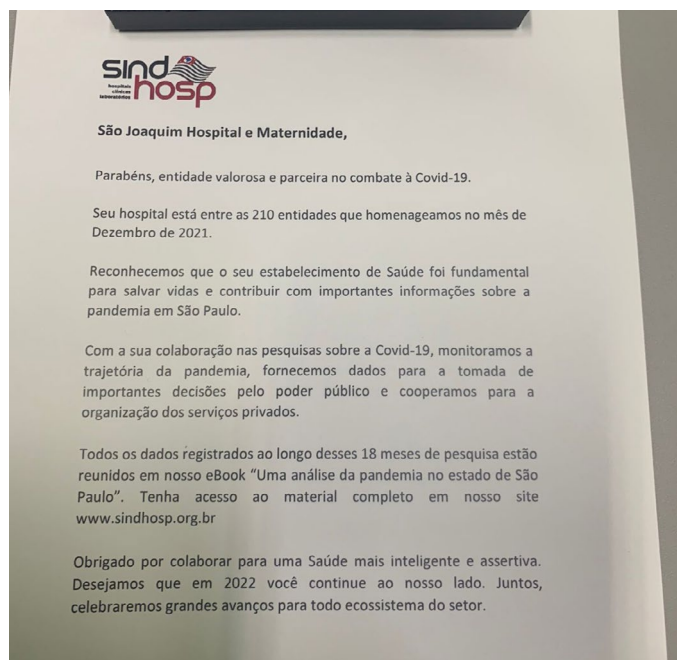 sind
hosp
hospitais
clínicas
laboratórios
São Joaquim Hospital e Maternidade,
Parabéns, entidade valorosa e parceira no combate à Covid-19.
Seu hospital está entre as 210 entidades que homenageamos no mês de
Dezembro de 2021.
Reconhecemos que o seu estabelecimento de Saúde foi fundamental
para salvar vidas e contribuir com importantes informações sobre a
pandemia em São Paulo.
Com a sua colaboração nas pesquisas sobre a Covid-19, monitoramos a
trajetória da pandemia, fornecemos dados para a tomada de
importantes decisões pelo poder público e cooperamos para a
organização dos serviços privados.
Todos os dados registrados ao longo desses 18 meses de pesquisa estão
reunidos em nosso eBook “Uma análise da pandemia no estado de São
Paulo”. Tenha acesso ao material completo em nosso site
www.sindhosp.org.br
Obrigado por colaborar para uma Saúde mais inteligente e assertiva.
Desejamos que em 2022 você continue ao nosso lado. Juntos,
celebraremos grandes avanços para todo ecossistema do setor.